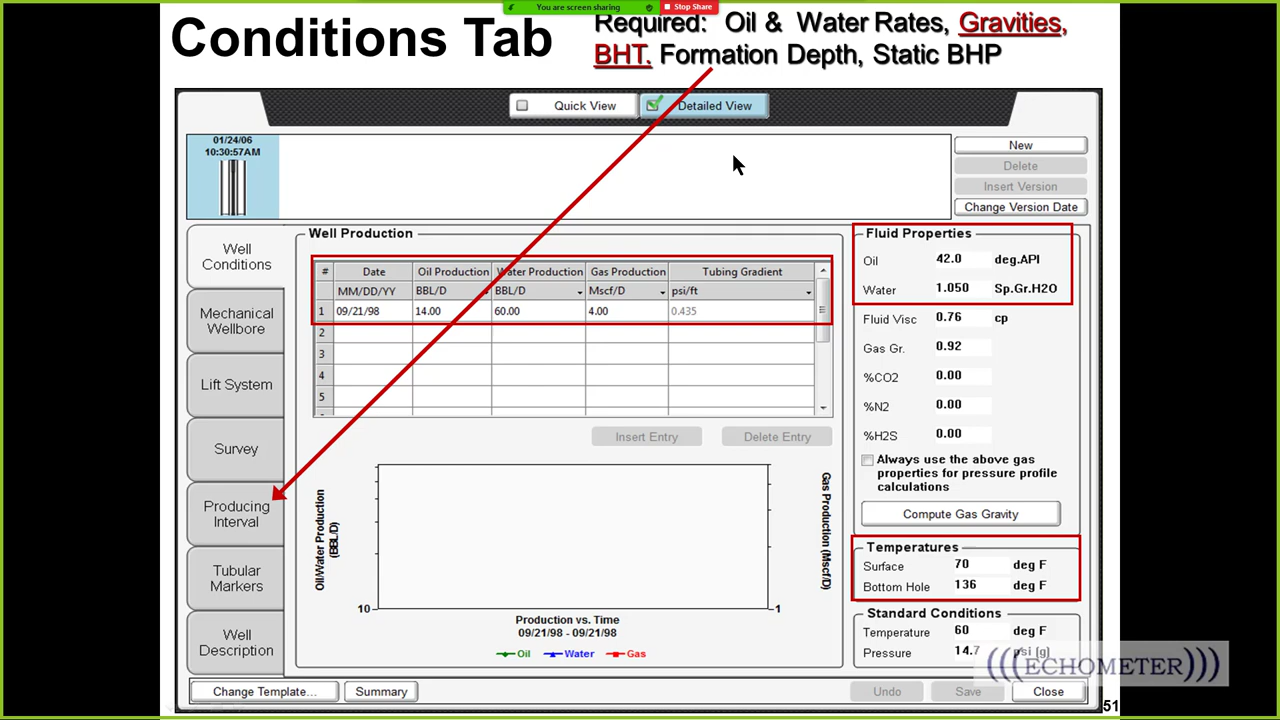 You are screen sharing
Stop Share
Conditions Tab
Required: Oil & Water Rates, Gravities,
BHT. Formation Depth, Static BHP
Quick View
Detailed View
01/24/06
10:30:57AM
New
Delete
Insert Version
Change Version Date
Well
Conditions
Mechanical
Wellbore
Lift System
Survey
Producing
Interval
Tubular
Markers
Well
Description
Well Production
# Date Oil Production Water Production Gas Production Tubing Gradient
MM/DD/YY BBL/D BBL/D Mscf/D psi/ft
1 09/21/98 14.00 60.00 4.00 0.435
2
3
4
5
Insert Entry Delete Entry
Oil/Water Production
(BBL/D)
10
Gas Production (Mscf/D)
1
Production vs. Time
09/21/98 - 09/21/98
Oil Water Gas
Fluid Properties
Oil 42.0 deg.API
Water 1.050 Sp.Gr.H2O
Fluid Visc 0.76 cp
Gas Gr. 0.92
%CO2 0.00
%N2 0.00
%H2S 0.00
Always use the above gas
properties for pressure profile
calculations
Compute Gas Gravity
Temperatures
Surface 70 deg F
Bottom Hole 136 deg F
Standard Conditions
Temperature 60 deg F
Pressure 14.7 psi (g)
(((ECHOMETER)))
Change Template... Summary
Undo Save Close
51